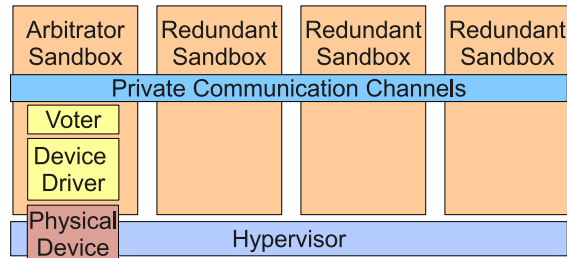 Arbitrator
Sandbox
Redundant
Sandbox
Redundant
Sandbox
Redundant
Sandbox
Private Communication Channels
Voter
Device
Driver
Physical
Device
Hypervisor